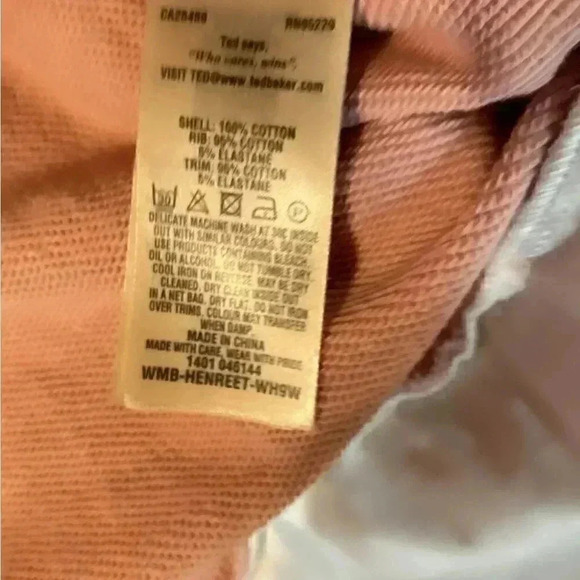 CA28489 RN95229
Ted says,
"Who cares, wins".
VISIT TED@www.tedbaker.com
SHELL: 100% COTTON
RIB: 95% COTTON
5% ELASTANE
TRIM: 95% COTTON
5% ELASTANE
30 P
DELICATE MACHINE WASH AT 30C INSIDE
OUT WITH SIMILAR COLOURS. DO NOT
USE PRODUCTS CONTAINING BLEACH,
OIL OR ALCOHOL. DO NOT TUMBLE DRY.
COOL IRON ON REVERSE. MAY BE DRY
CLEANED. DRY CLEAN INSIDE OUT
IN A NET BAG. DRY FLAT. DO NOT IRON
OVER TRIMS. COLOUR MAY TRANSFER
WHEN DAMP.
MADE IN CHINA
MADE WITH CARE, WEAR WITH PRIDE
1401 046144
WMB-HENREET-WH9W